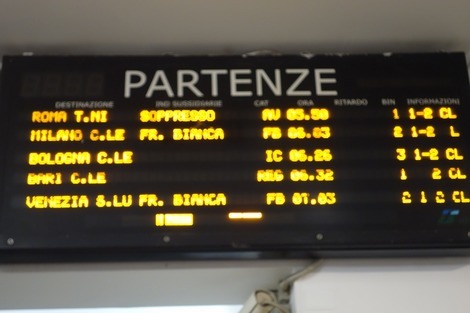 PARTENZE
DESTINAZIONE IND SUSSIDIARIE CAT ORA RITARDO BIN INFORMAZIONI
ROMA T.NI SOPPRESSO AV 05.50 1 1-2 CL
MILANO C.LE FR. BIANCA FB 06.03 2 1-2 L
BOLOGNA C.LE IC 06.26 3 1-2 CL
BARI C.LE REG 06.32 1 2 CL
VENEZIA S.LU FR. BIANCA FB 07.03 2 1 2 CL